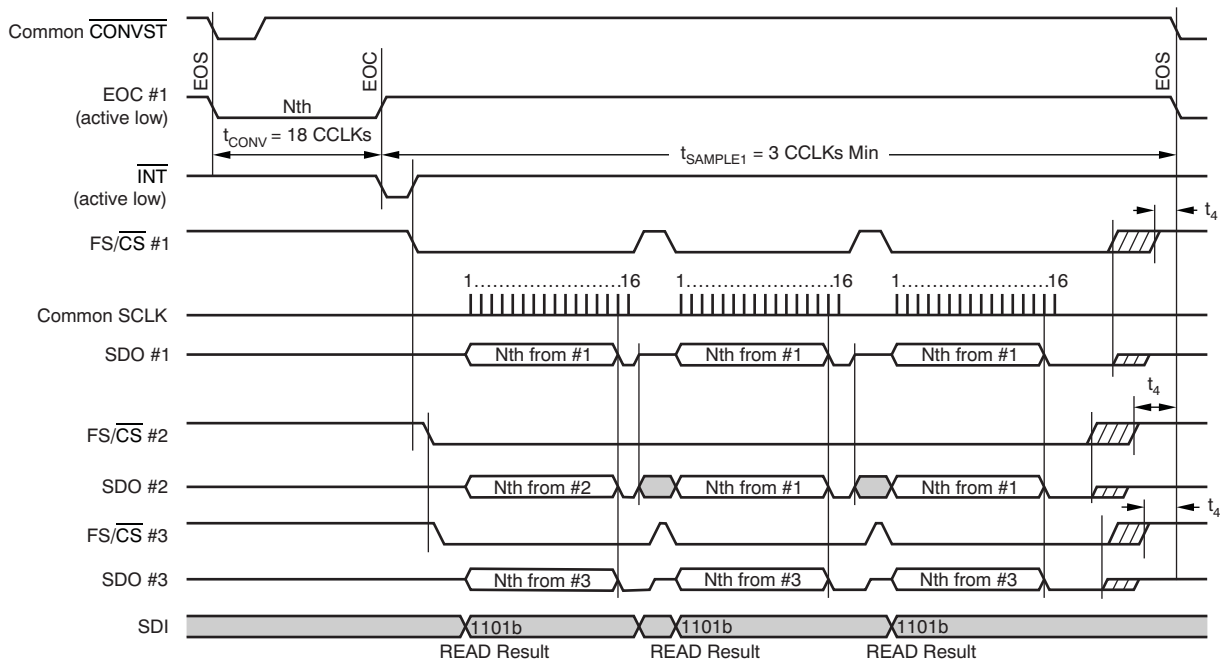 Common CONVST
EOS
EOC
EOS
EOC #1
(active low)
Nth
tCONV = 18 CCLKs
tSAMPLE1 = 3 CCLKs Min
INT
(active low)
t4
FS/CS #1
1......................16
1......................16
1......................16
Common SCLK
SDO #1
Nth from #1
Nth from #1
Nth from #1
t4
FS/CS #2
SDO #2
Nth from #2
Nth from #1
Nth from #1
t4
FS/CS #3
SDO #3
Nth from #3
Nth from #3
Nth from #3
SDI
1101b
1101b
1101b
READ Result
READ Result
READ Result